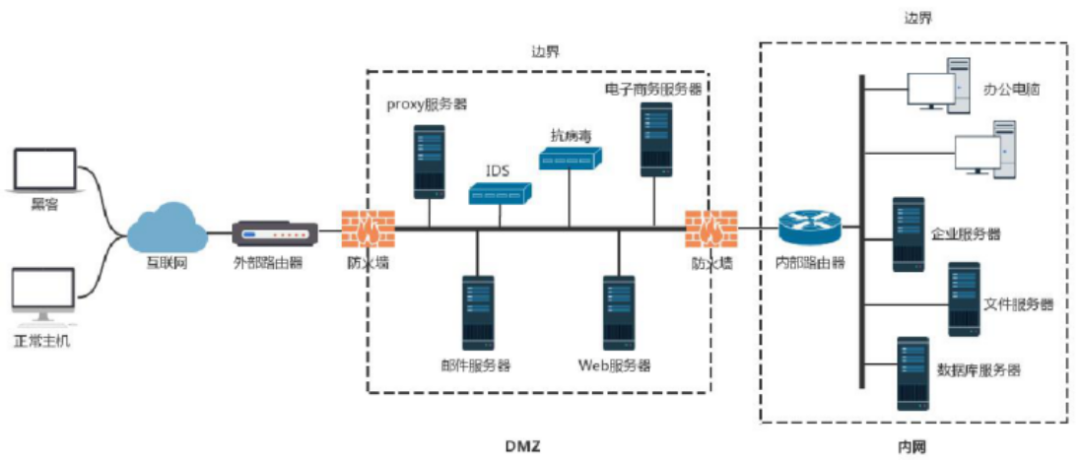 边界
边界
proxy服务器
电子商务服务器
抗病毒
IDS
办公电脑
黑客
互联网
外部路由器
防火墙
防火墙
内部路由器
企业服务器
文件服务器
正常主机
邮件服务器
Web服务器
数据库服务器
DMZ
内网